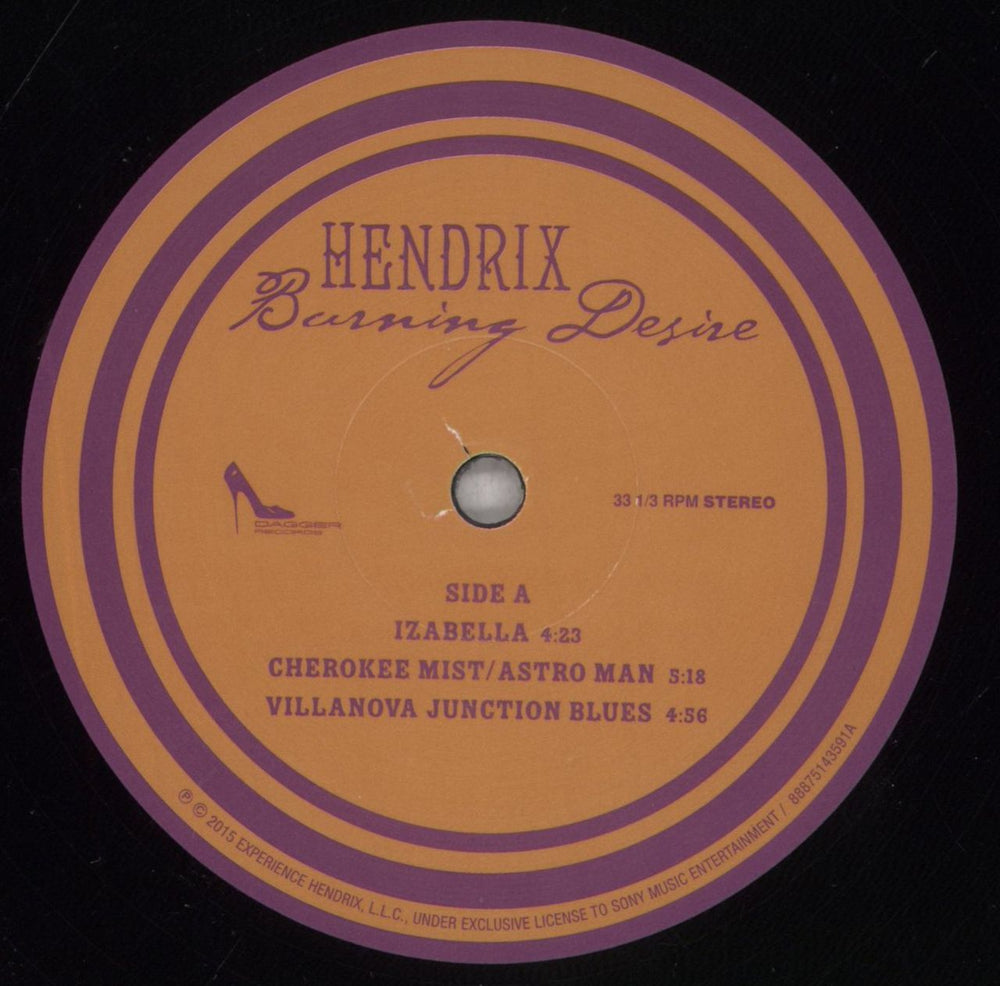 HENDRIX
Burning Desire
DAGGER
RECORDS
33 1/3 RPM STEREO
SIDE A
IZABELLA 4:23
CHEROKEE MIST/ASTRO MAN 5:18
VILLANOVA JUNCTION BLUES 4:56
℗ © 2015 EXPERIENCE HENDRIX, L.L.C., UNDER EXCLUSIVE LICENSE TO SONY MUSIC ENTERTAINMENT / 88875143591A